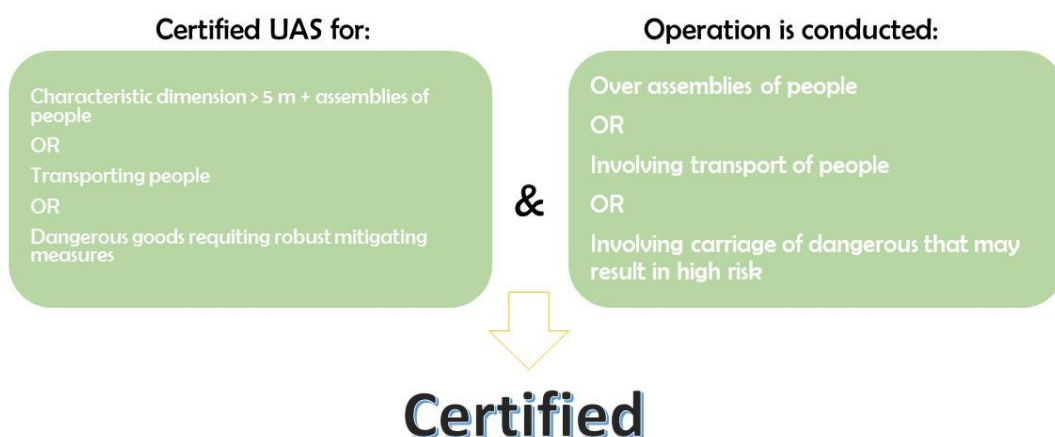 Certified UAS for:
Characteristic dimension > 5 m + assemblies of
people
OR
Transporting people
OR
Dangerous goods requiting robust mitigating
measures
&
Operation is conducted:
Over assemblies of people
OR
Involving transport of people
OR
Involving carriage of dangerous that may
result in high risk
Certified